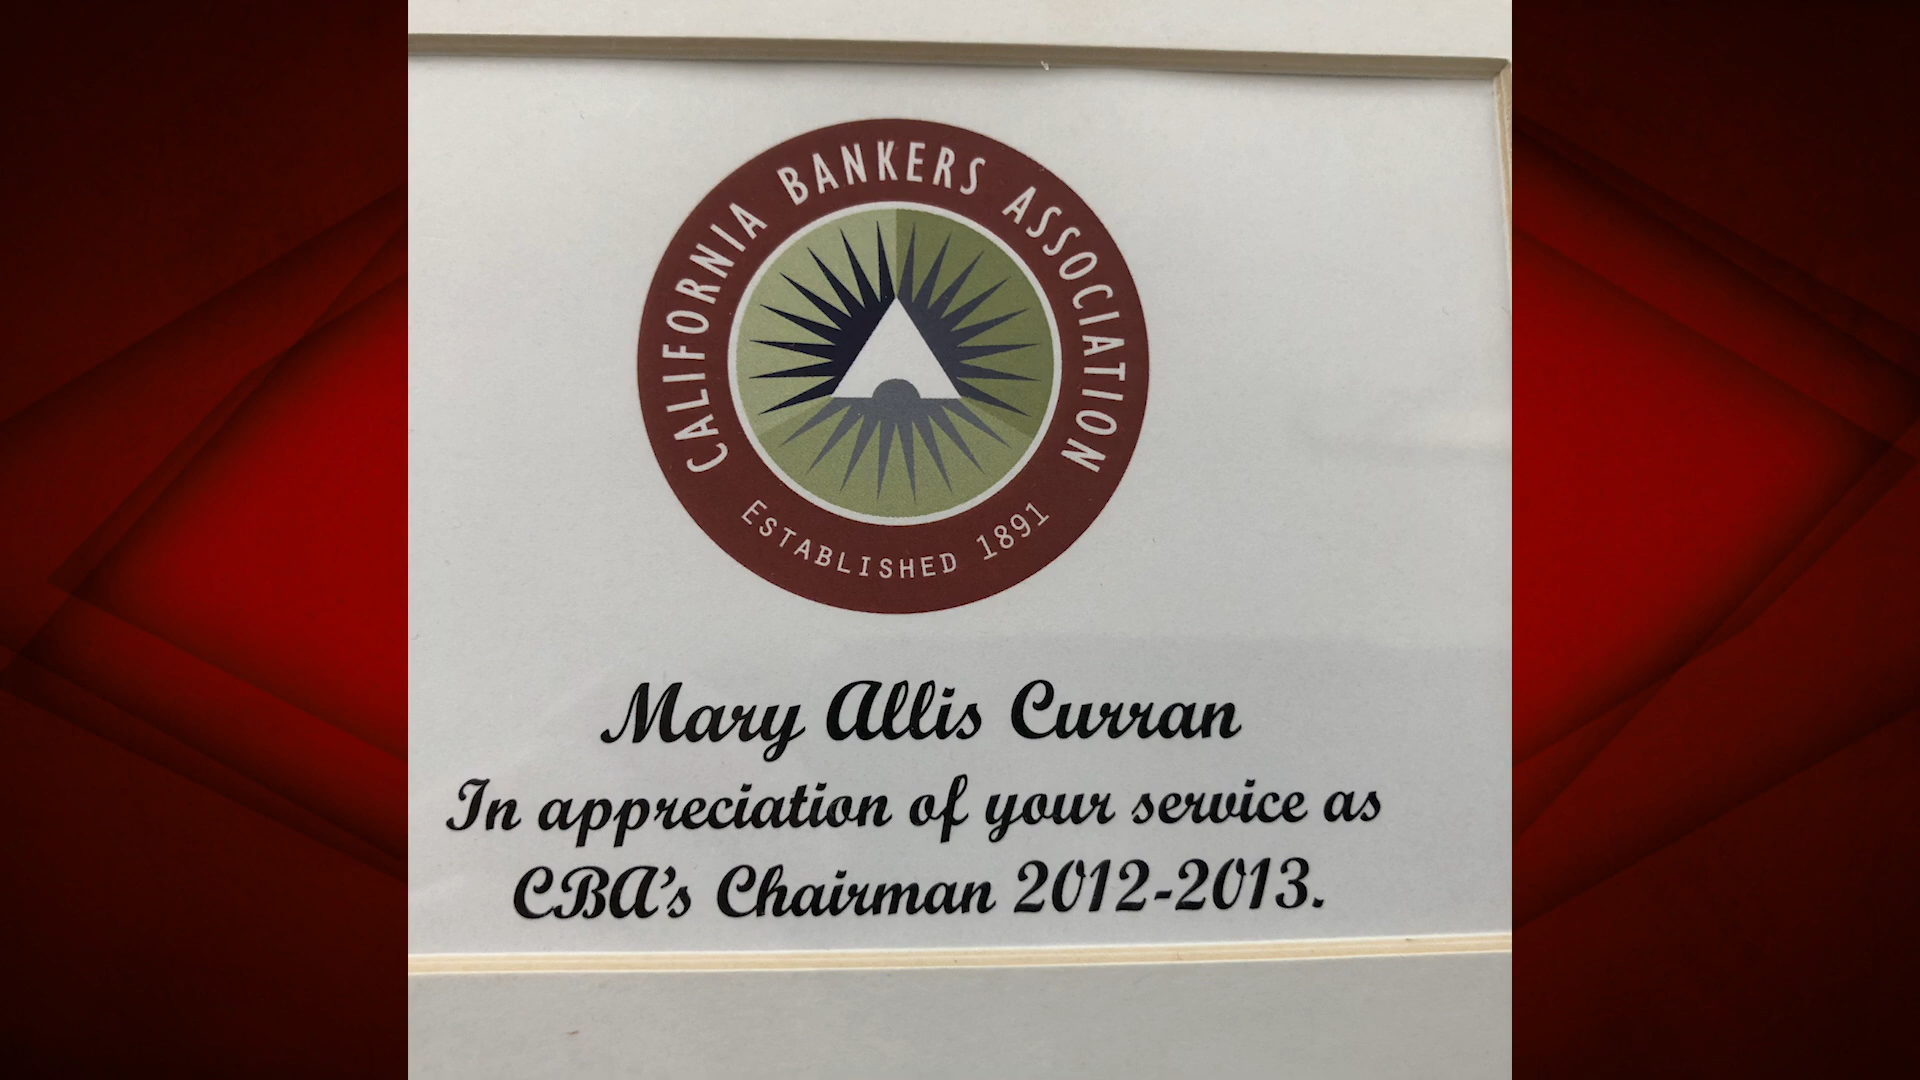 CALIFORNIA BANKERS ASSOCIATION
ESTABLISHED 1891
Mary Allis Curran
In appreciation of your service as
CBA's Chairman 2012-2013.